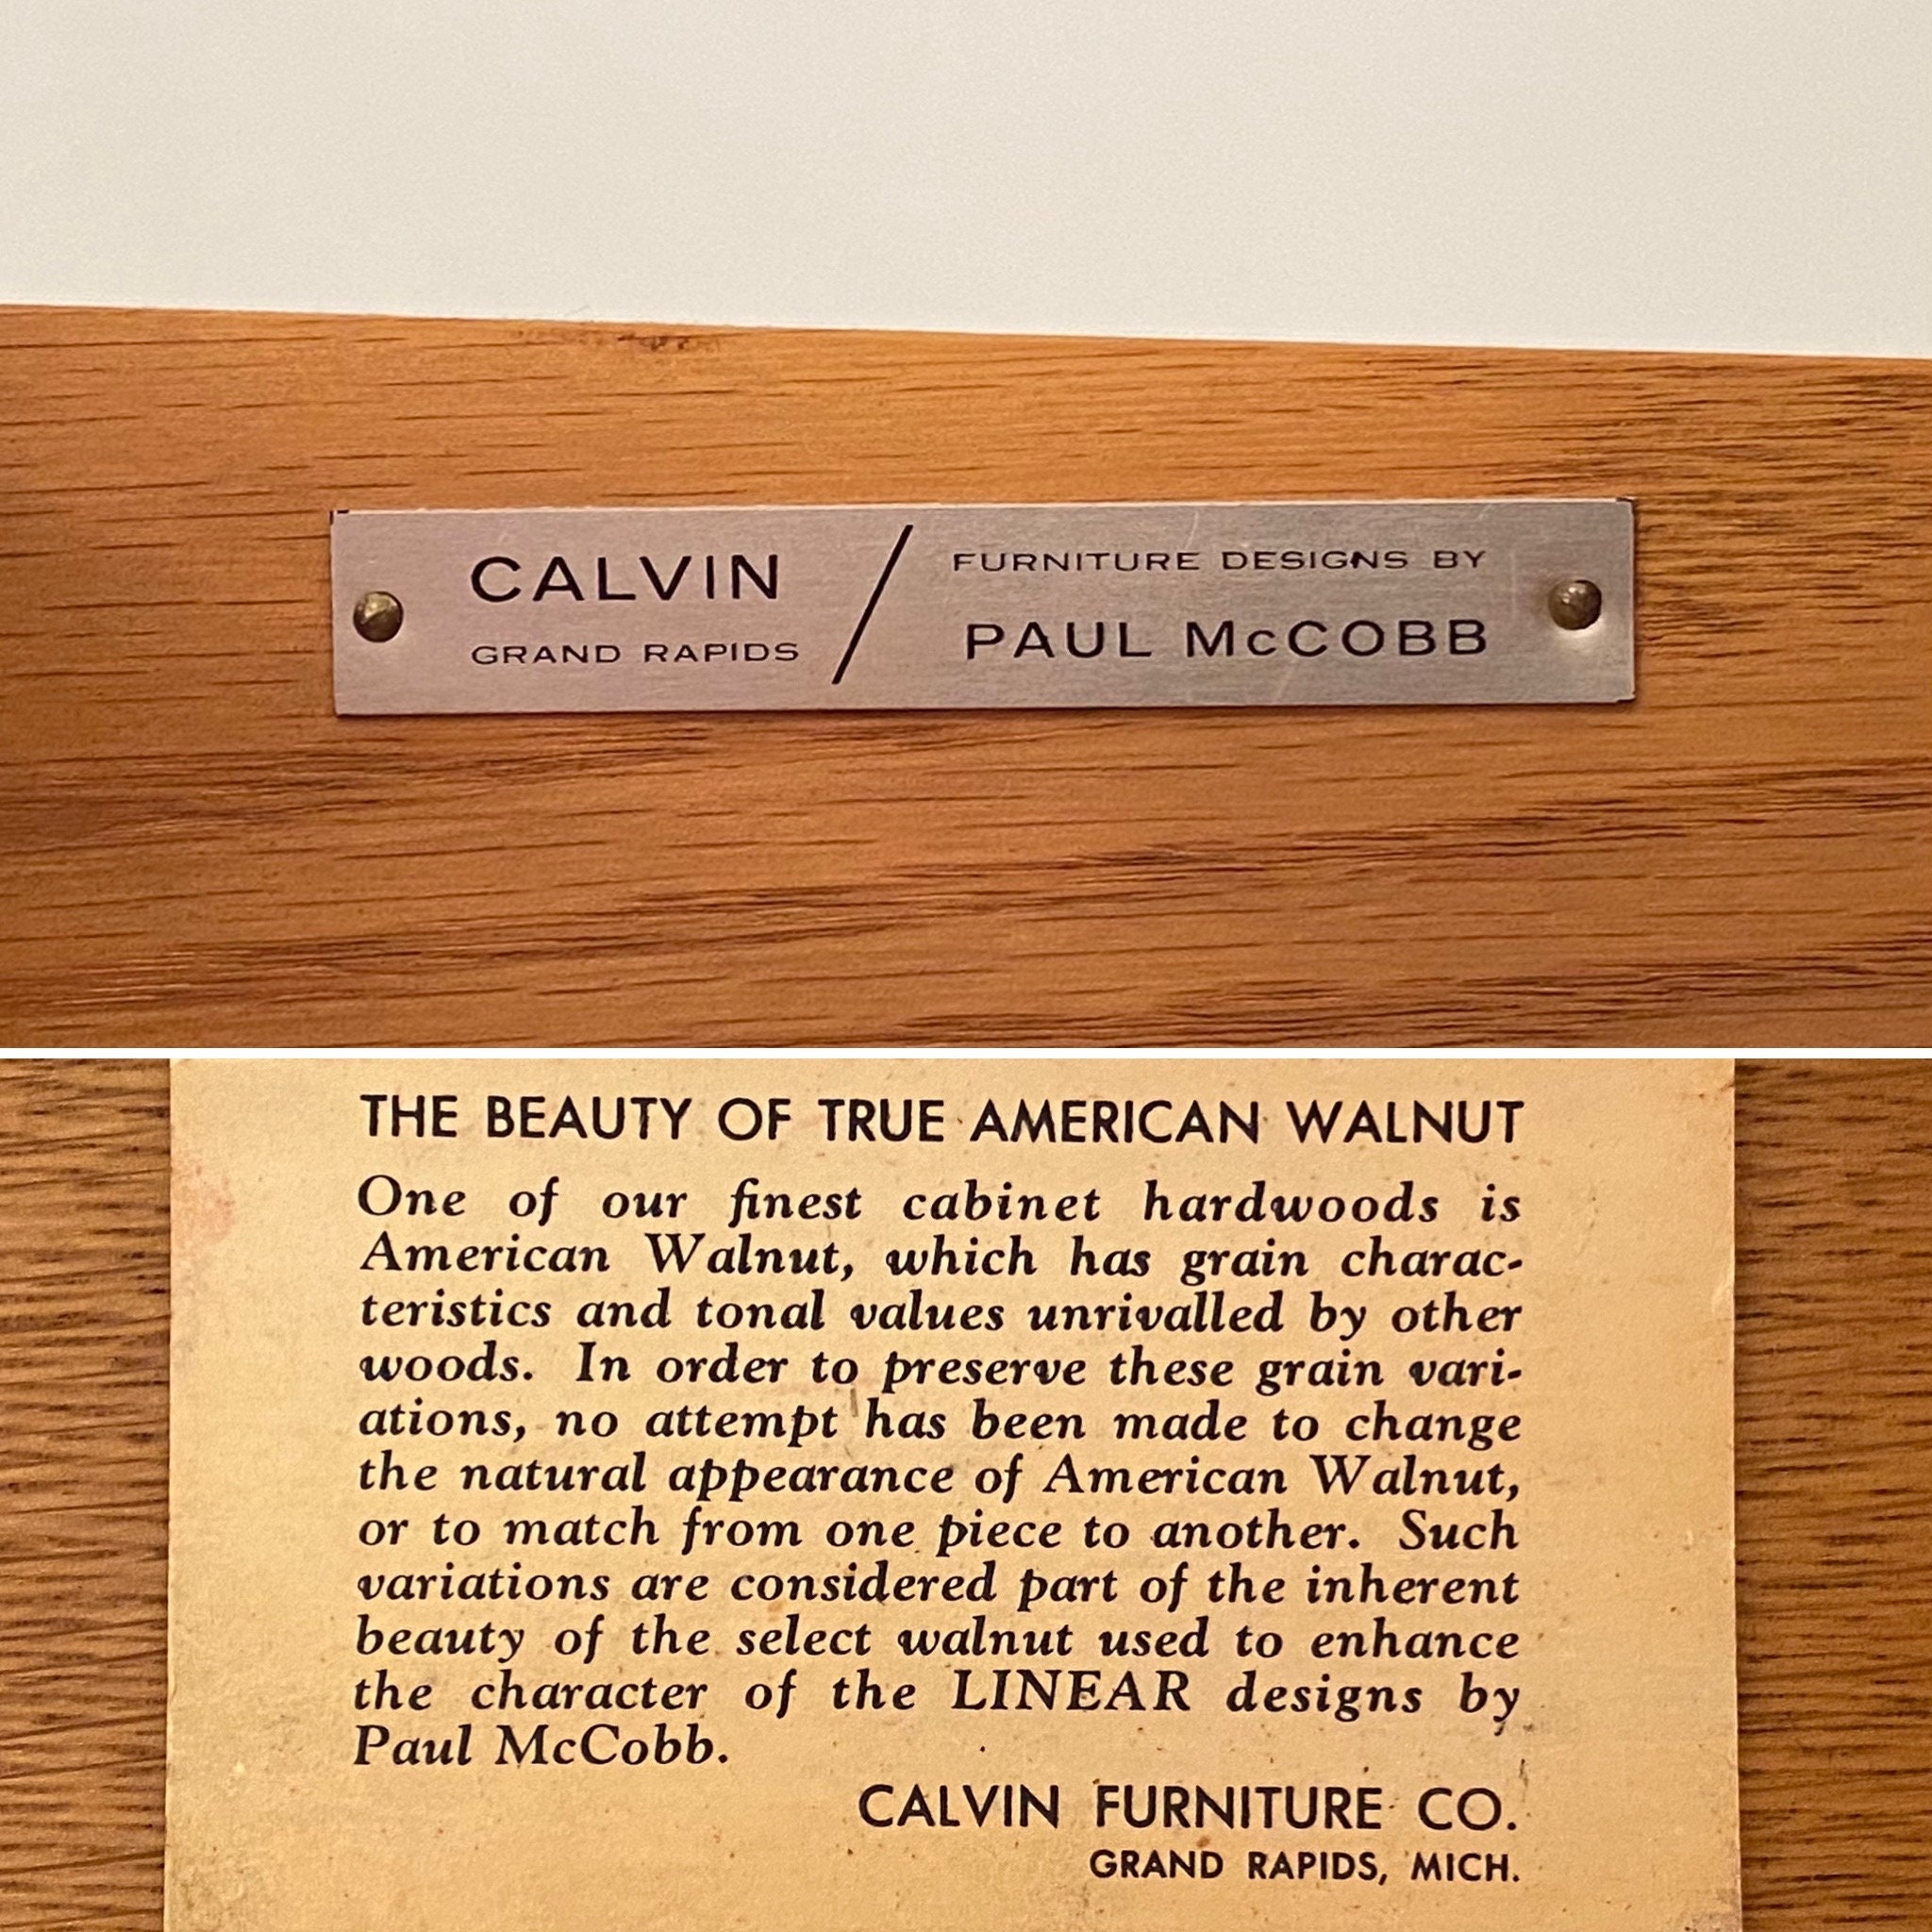 CALVIN / FURNITURE DESIGNS BY
GRAND RAPIDS PAUL McCOBB
THE BEAUTY OF TRUE AMERICAN WALNUT
One of our finest cabinet hardwoods is
American Walnut, which has grain charac-
teristics and tonal values unrivalled by other
woods. In order to preserve these grain vari-
ations, no attempt has been made to change
the natural appearance of American Walnut,
or to match from one piece to another. Such
variations are considered part of the inherent
beauty of the select walnut used to enhance
the character of the LINEAR designs by
Paul McCobb.
CALVIN FURNITURE CO.
GRAND RAPIDS, MICH.